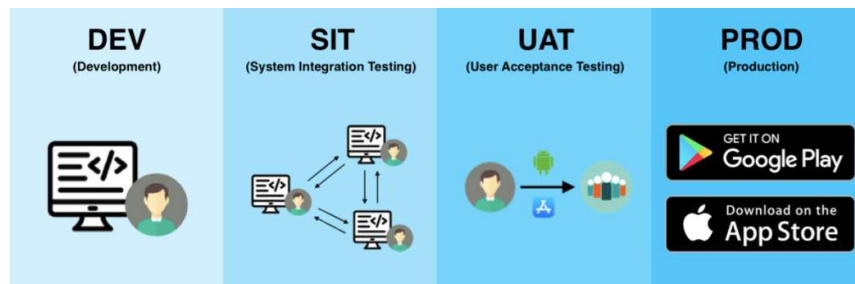 DEV
(Development)
</>
SIT
(System Integration Testing)
</>
</>
</>
UAT
(User Acceptance Testing)
PROD
(Production)
GET IT ON
Google Play
Download on the
App Store